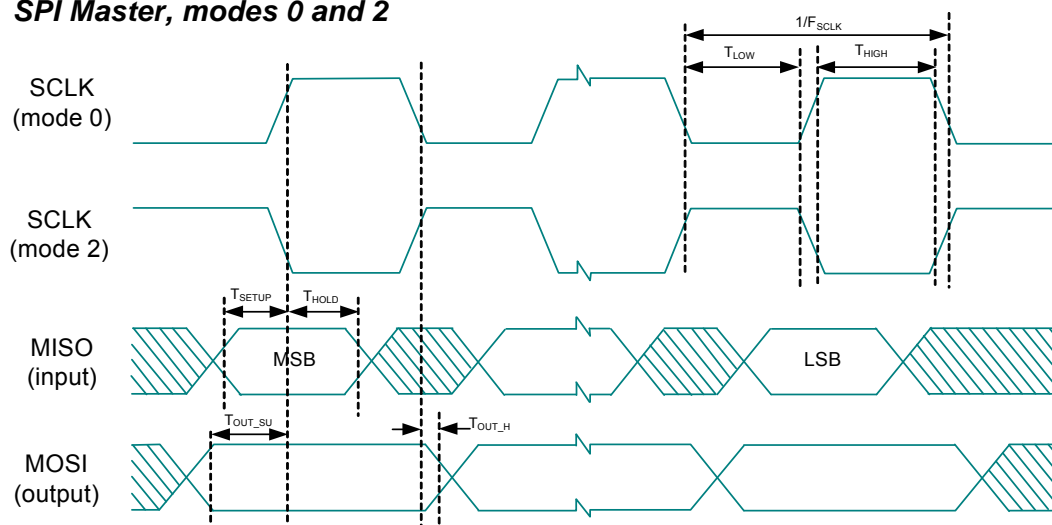 SPI Master, modes 0 and 2
1/FSCLK
TLOW
THIGH
SCLK
(mode 0)
SCLK
(mode 2)
TSETUP
THOLD
MISO
(input)
MSB
LSB
TOUT_SU
TOUT_H
MOSI
(output)